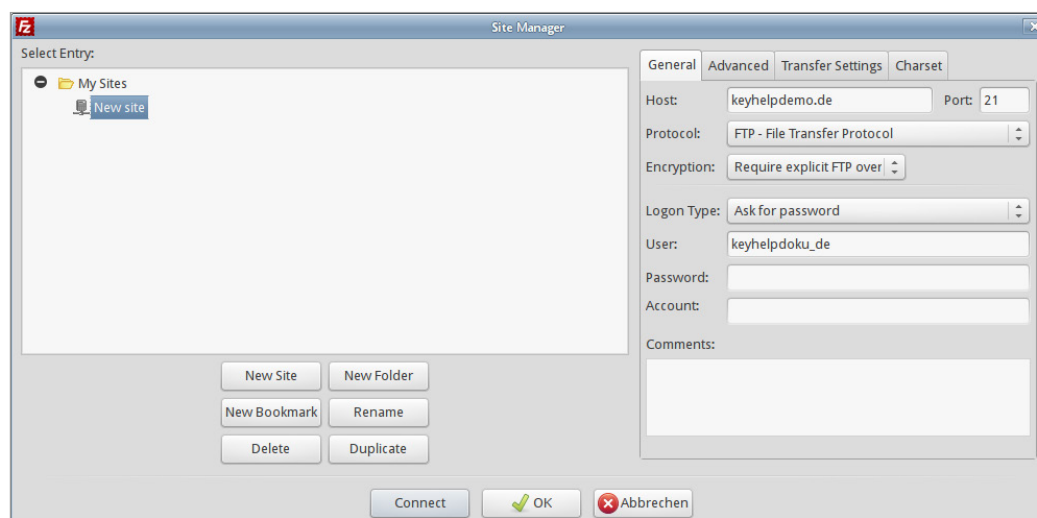 Fz
Site Manager
Select Entry:
My Sites
New site
New Site
New Folder
New Bookmark
Rename
Delete
Duplicate
General
Advanced
Transfer Settings
Charset
Host:
keyhelpdemo.de
Port:
21
Protocol:
FTP - File Transfer Protocol
Encryption:
Require explicit FTP over
Logon Type:
Ask for password
User:
keyhelpdoku_de
Password:
Account:
Comments:
Connect
OK
Abbrechen